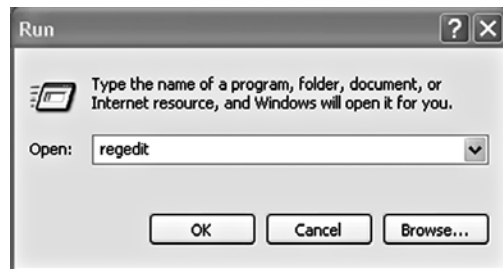 Run
Type the name of a program, folder, document, or
Internet resource, and Windows will open it for you.
Open: regedit
OK Cancel Browse...